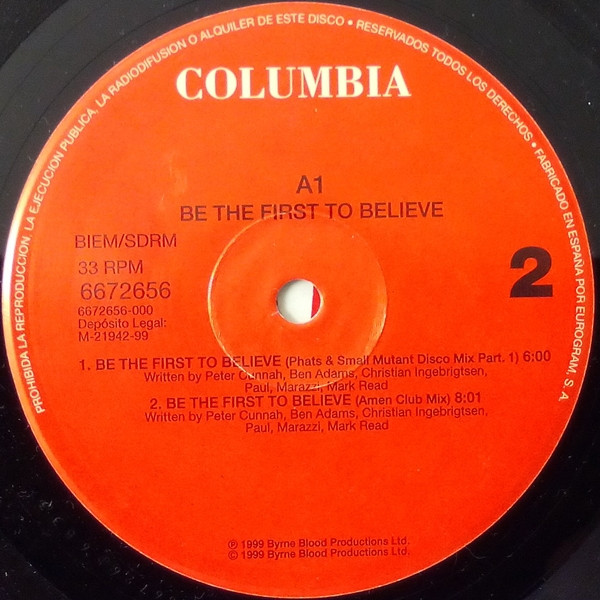 PROHIBIDA LA REPRODUCCION LA EJECUCION PUBLICA, LA RADIODIFUSION O ALQUILER DE ESTE DISCO • RESERVADOS TODOS LOS DERECHOS • FABRICADO EN ESPAÑA POR EUROGRAM, S. A.
COLUMBIA
A1
BE THE FIRST TO BELIEVE
BIEM/SDRM
33 RPM
6672656
6672656-000
Depósito Legal:
M-21942-99
2
1. BE THE FIRST TO BELIEVE (Phats & Small Mutant Disco Mix Part. 1) 6:00
Written by Peter Cunnah, Ben Adams, Christian Ingebrigtsen,
Paul, Marazzi, Mark Read
2. BE THE FIRST TO BELIEVE (Amen Club Mix) 8:01
Written by Peter Cunnah, Ben Adams, Christian Ingebrigtsen,
Paul, Marazzi, Mark Read
℗ 1999 Byrne Blood Productions Ltd.
© 1999 Byrne Blood Productions Ltd.